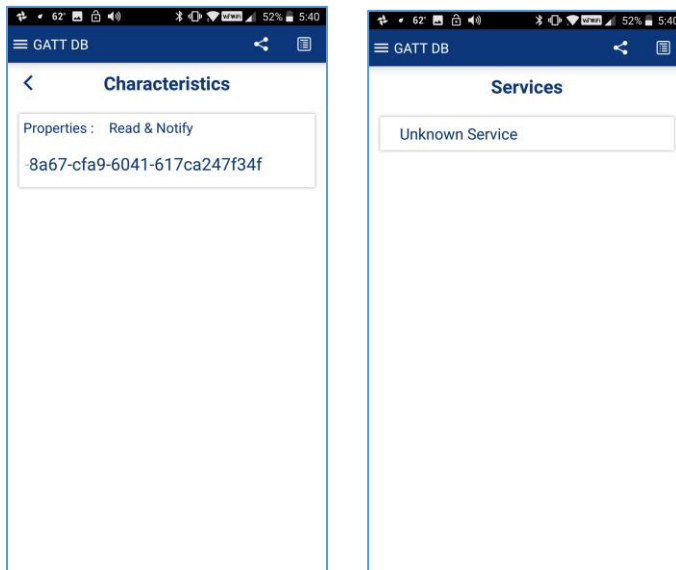 62° 52% 5:40
GATT DB
Characteristics
Properties : Read & Notify
-8a67-cfa9-6041-617ca247f34f
62° 52% 5:40
GATT DB
Services
Unknown Service